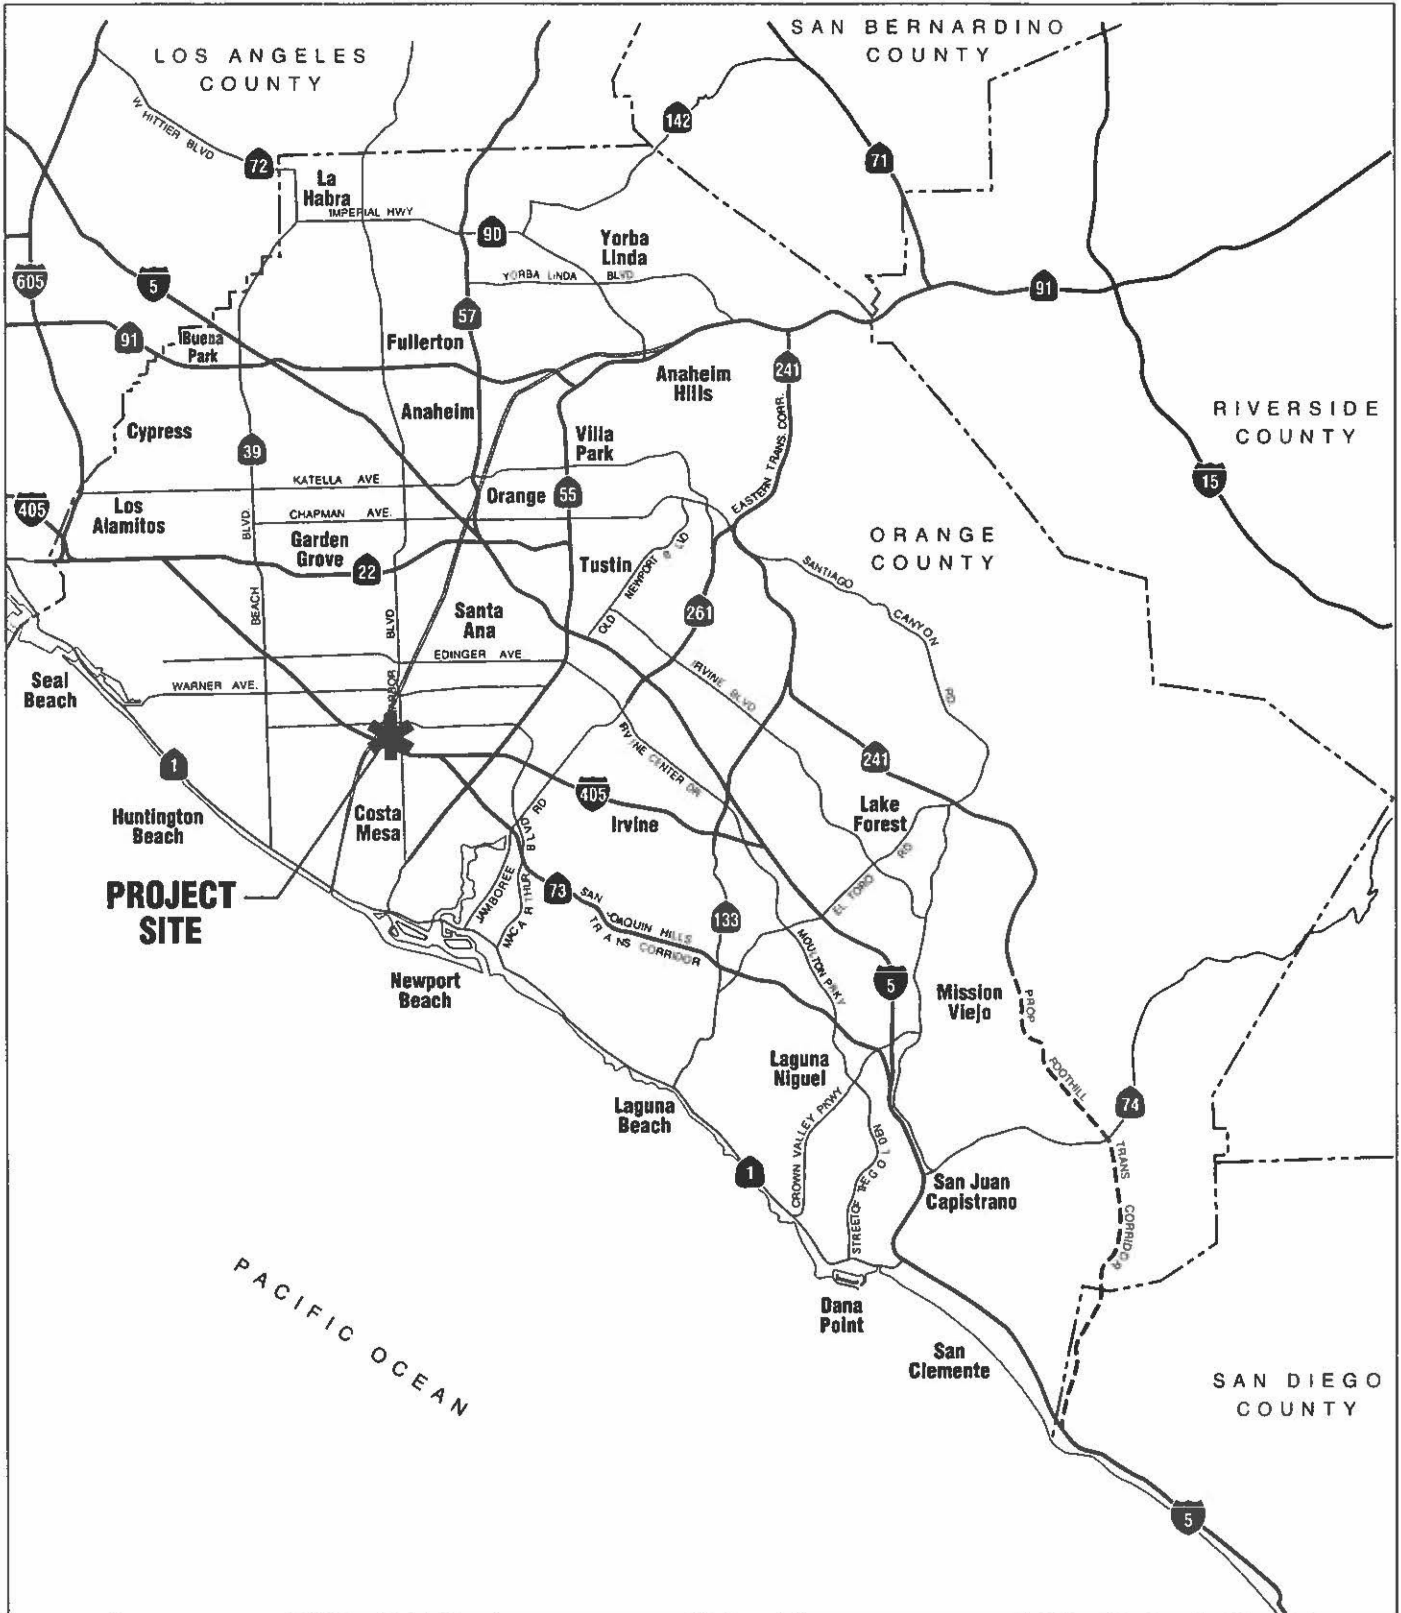 LOS ANGELES
COUNTY
SAN BERNARDINO
COUNTY
WHITTIER BLVD
72
142
71
La
Habra
IMPERIAL HWY
90
Yorba
Linda
YORBA LINDA BLVD
605
5
91
91
57
Buena
Park
Fullerton
241
Anaheim
Hills
Anaheim
Cypress
RIVERSIDE
COUNTY
39
Villa
Park
EASTERN TRANS. CORR.
KATELLA AVE
Orange
55
15
405
Los
Alamitos
CHAPMAN AVE.
BLVD.
Garden
Grove
22
Tustin
ORANGE
COUNTY
OLD NEWPORT BLVD
SANTIAGO CANYON RD
261
BEACH
BLVD
Santa
Ana
EDINGER AVE
IRVINE BLVD
Seal
Beach
WARNER AVE.
HARBOR
IRVINE CENTER DR
1
241
Huntington
Beach
Costa
Mesa
405
Irvine
Lake
Forest
RD
BLVD
PROJECT
SITE
JAMBOREE
MACARTHUR
73
SAN JOAQUIN HILLS
TRANS CORRIDOR
133
EL TORO RD
MOULTON PRKY
5
Newport
Beach
Mission
Viejo
PROP
FOOTHILL
TRANS
CORRIDOR
Laguna
Niguel
74
Laguna
Beach
CROWN VALLEY PKWY
STREET OF THE GOLDEN
1
San Juan
Capistrano
PACIFIC OCEAN
Dana
Point
San
Clemente
SAN DIEGO
COUNTY
5